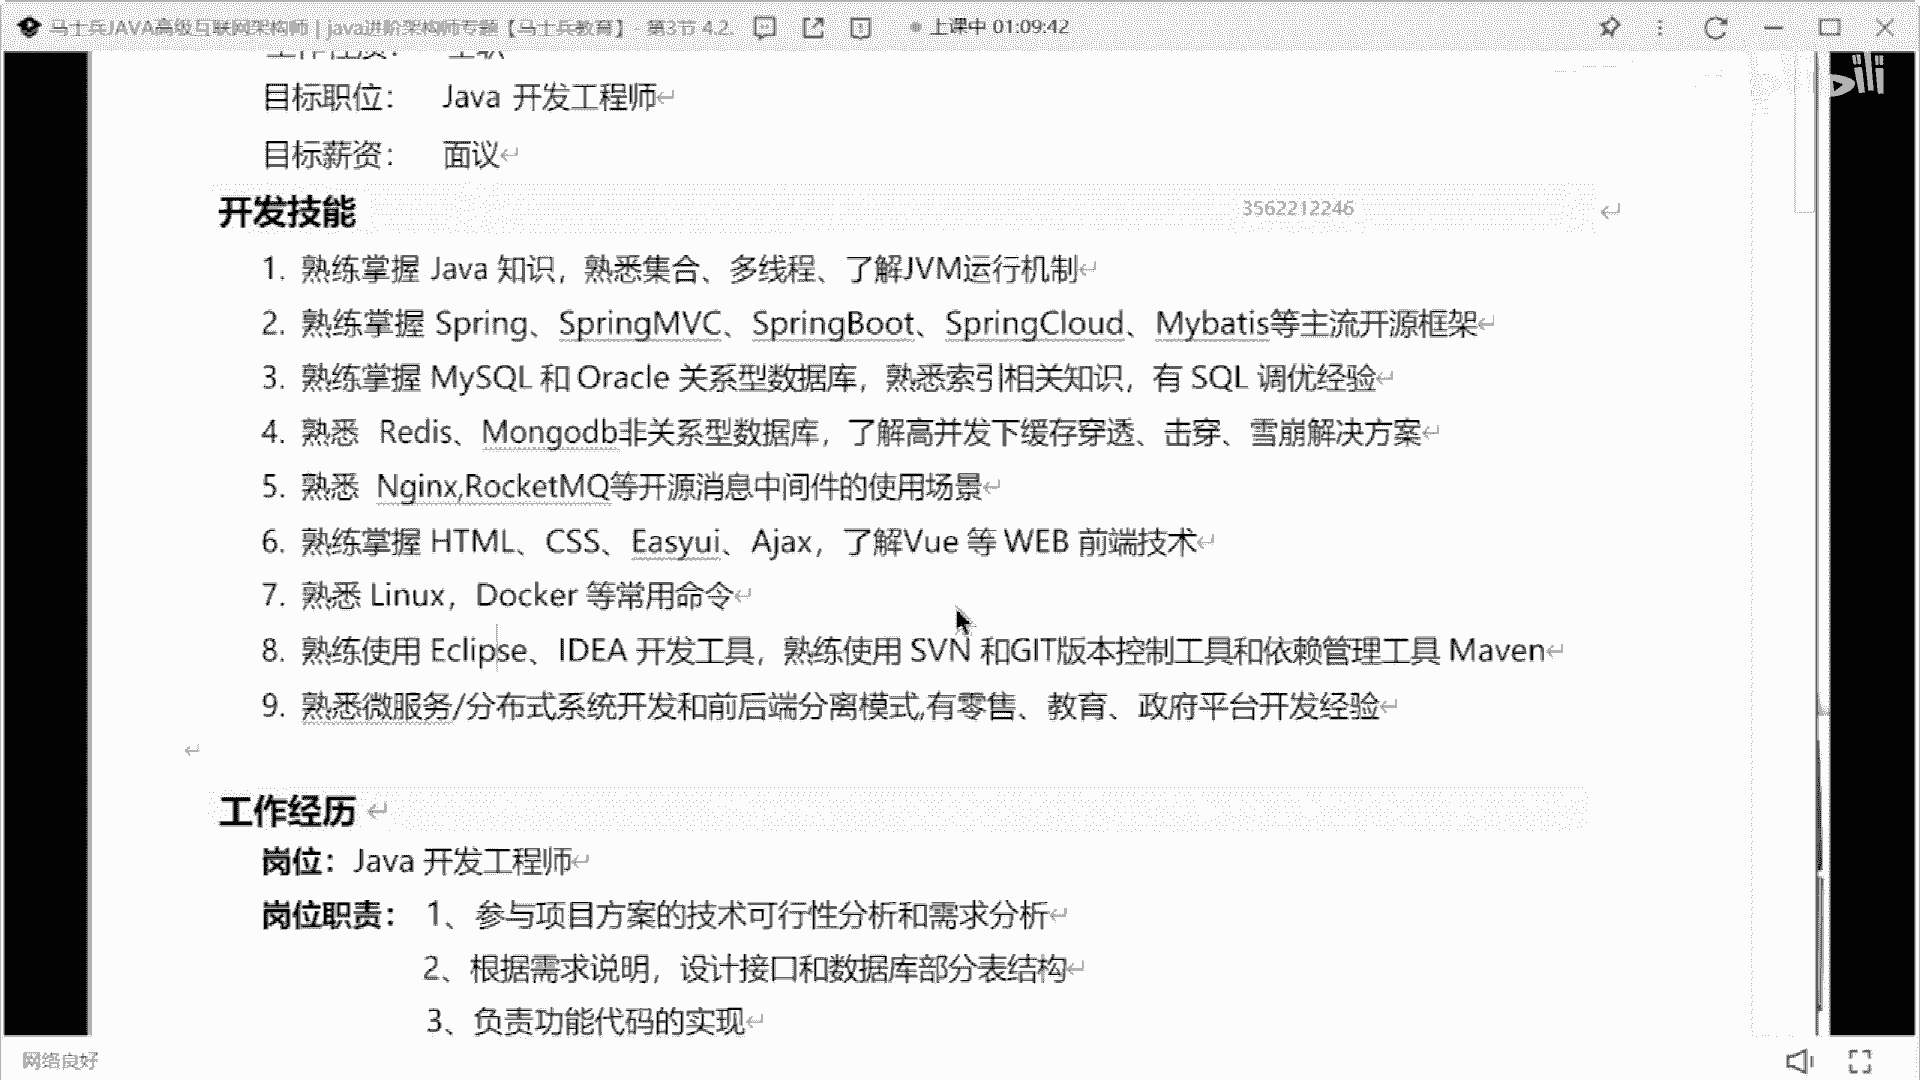 马士兵JAVA高级互联网架构师 | java进阶架构师专题【马士兵教育】 - 第3节 4.2. 上课中 01:09:42
目标职位： Java 开发工程师
目标薪资： 面议
开发技能 3562212246
1. 熟练掌握 Java 知识，熟悉集合、多线程、了解JVM运行机制
2. 熟练掌握 Spring、SpringMVC、SpringBoot、SpringCloud、Mybatis等主流开源框架
3. 熟练掌握 MySQL 和 Oracle 关系型数据库，熟悉索引相关知识，有 SQL 调优经验
4. 熟悉 Redis、Mongodb非关系型数据库，了解高并发下缓存穿透、击穿、雪崩解决方案
5. 熟悉 Nginx,RocketMQ等开源消息中间件的使用场景
6. 熟练掌握 HTML、CSS、Easyui、Ajax，了解Vue 等 WEB 前端技术
7. 熟悉 Linux，Docker 等常用命令
8. 熟练使用 Eclipse、IDEA 开发工具，熟练使用 SVN 和GIT版本控制工具和依赖管理工具 Maven
9. 熟悉微服务/分布式系统开发和前后端分离模式,有零售、教育、政府平台开发经验
工作经历
岗位：Java 开发工程师
岗位职责： 1、参与项目方案的技术可行性分析和需求分析
2、根据需求说明，设计接口和数据库部分表结构
3、负责功能代码的实现
网络良好